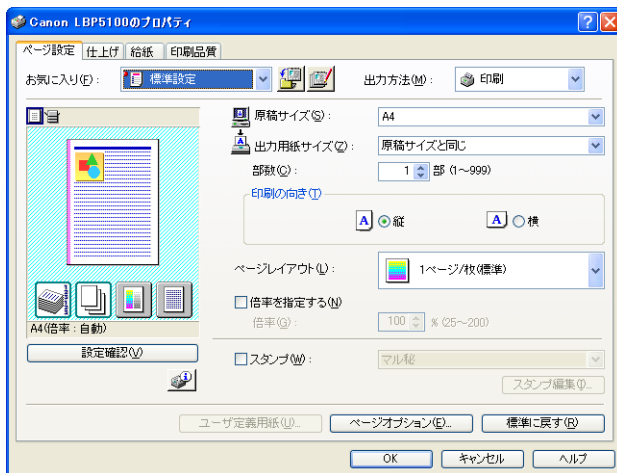 Canon LBP5100のプロパティ
ページ設定 仕上げ 給紙 印刷品質
お気に入り(F): 標準設定 出力方法(M): 印刷
原稿サイズ(S): A4
出力用紙サイズ(Z): 原稿サイズと同じ
部数(C): 1 部 (1～999)
印刷の向き(T)
A 縦 A 横
ページレイアウト(L): 1ページ/枚(標準)
倍率を指定する(N)
倍率(G): 100 % (25～200)
A4(倍率:自動)
設定確認(V)
スタンプ(W): マル秘
スタンプ編集(I)...
ユーザ定義用紙(U)... ページオプション(E)... 標準に戻す(R)
OK キャンセル ヘルプ